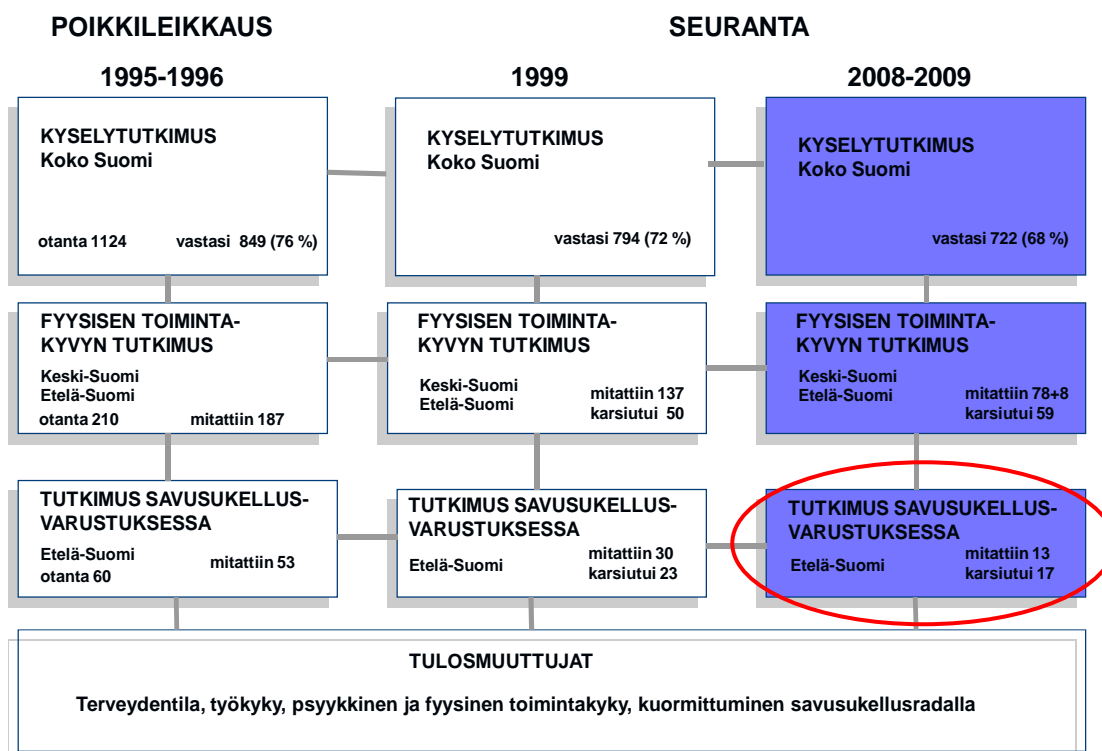 POIKKILEIKKAUS
SEURANTA
1995-1996
1999
2008-2009
KYSELYTUTKIMUS
Koko Suomi
otanta 1124 vastasi 849 (76 %)
KYSELYTUTKIMUS
Koko Suomi
vastasi 794 (72 %)
KYSELYTUTKIMUS
Koko Suomi
vastasi 722 (68 %)
FYYSISEN TOIMINTA-
KYVYN TUTKIMUS
Keski-Suomi
Etelä-Suomi
otanta 210 mitattiin 187
FYYSISEN TOIMINTA-
KYVYN TUTKIMUS
Keski-Suomi mitattiin 137
Etelä-Suomi karsiutui 50
FYYSISEN TOIMINTA-
KYVYN TUTKIMUS
Keski-Suomi mitattiin 78+8
Etelä-Suomi karsiutui 59
TUTKIMUS SAVUSUKELLUS-
VARUSTUKSESSA
Etelä-Suomi mitattiin 53
otanta 60
TUTKIMUS SAVUSUKELLUS-
VARUSTUKSESSA
mitattiin 30
Etelä-Suomi karsiutui 23
TUTKIMUS SAVUSUKELLUS-
VARUSTUKSESSA
mitattiin 13
Etelä-Suomi karsiutui 17
TULOSMUUTTUJAT
Terveydentila, työkyky, psyykkinen ja fyysinen toimintakyky, kuormittuminen savusukellusradalla